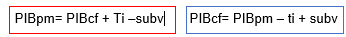 PIBpm= PIBcf + Ti –subv
PIBcf= PIBpm – ti + subv